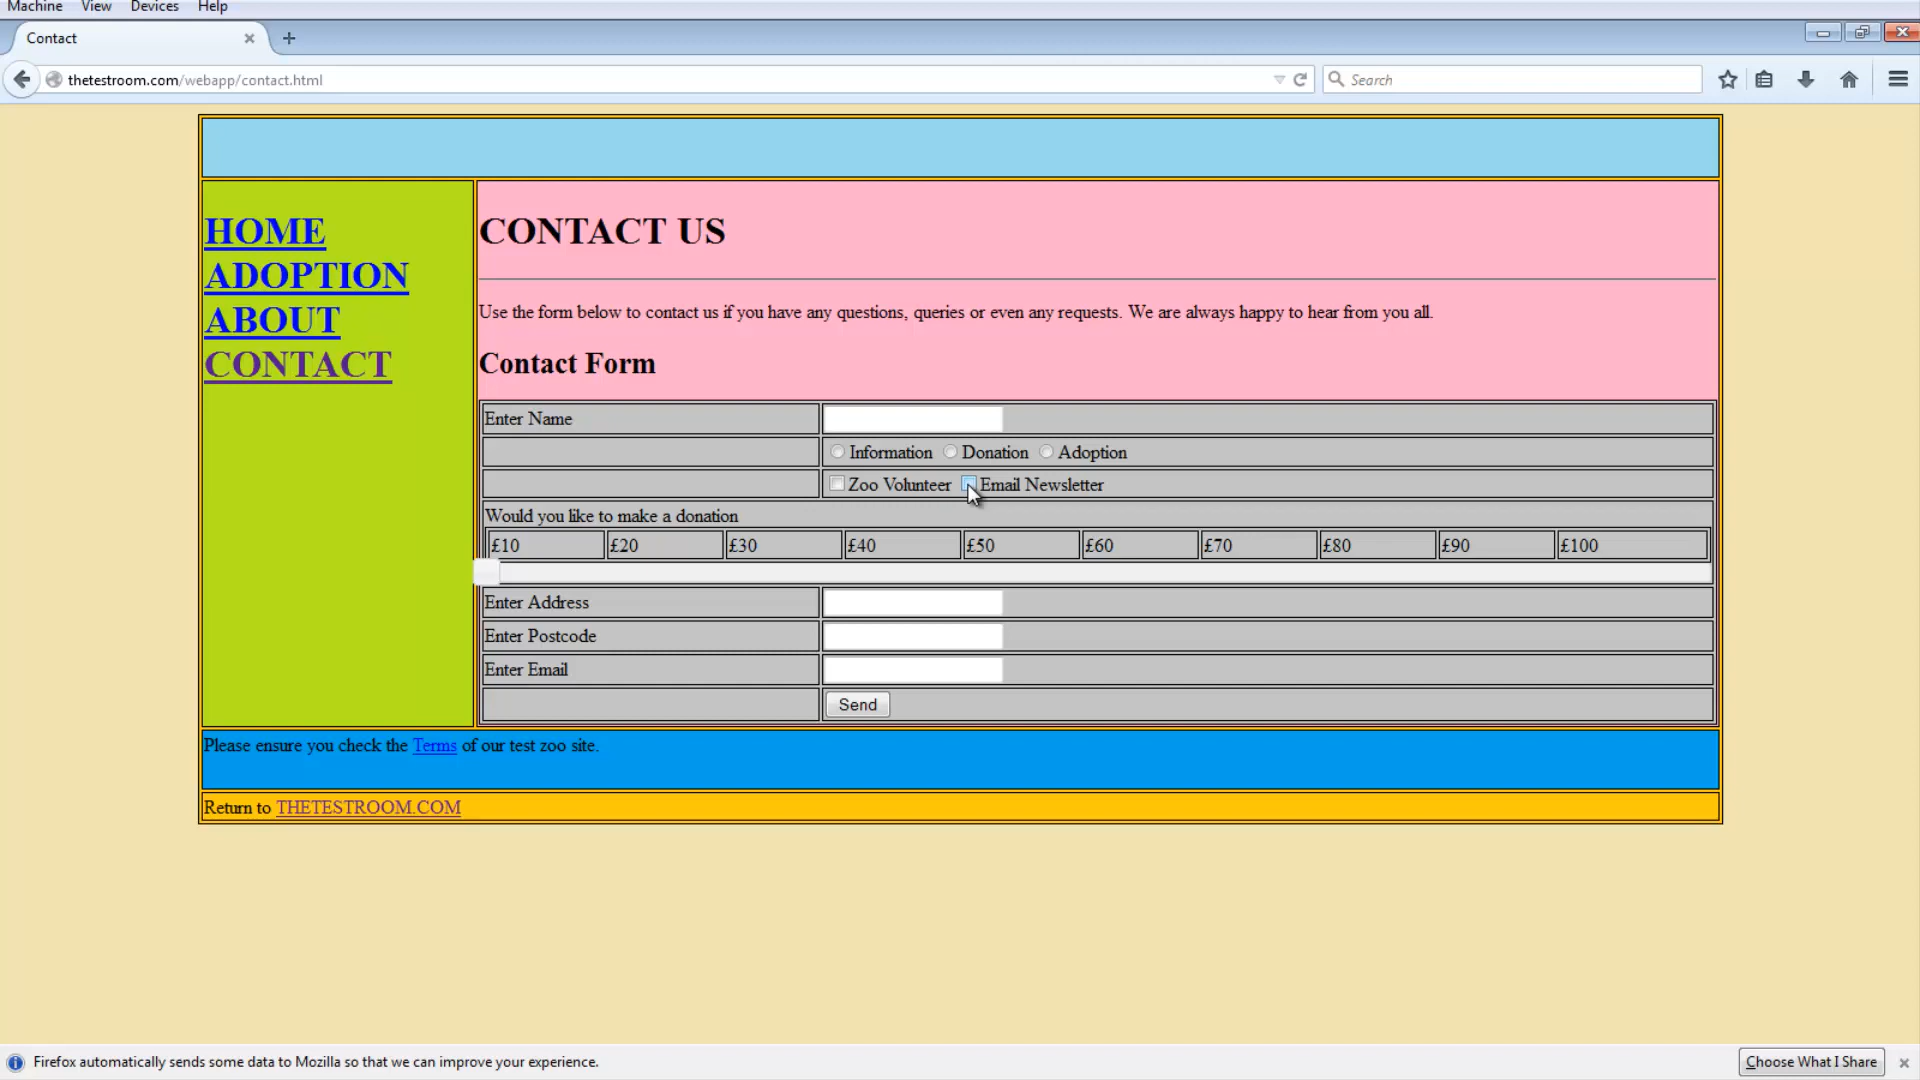 Machine View Devices Help
Contact
thetestroom.com/webapp/contact.html
Search
HOME
ADOPTION
ABOUT
CONTACT
CONTACT US
Use the form below to contact us if you have any questions, queries or even any requests. We are always happy to hear from you all.
Contact Form
Enter Name
Information Donation Adoption
Zoo Volunteer Email Newsletter
Would you like to make a donation
£10 £20 £30 £40 £50 £60 £70 £80 £90 £100
Enter Address
Enter Postcode
Enter Email
Send
Please ensure you check the Terms of our test zoo site.
Return to THETESTROOM.COM
Firefox automatically sends some data to Mozilla so that we can improve your experience.
Choose What I Share